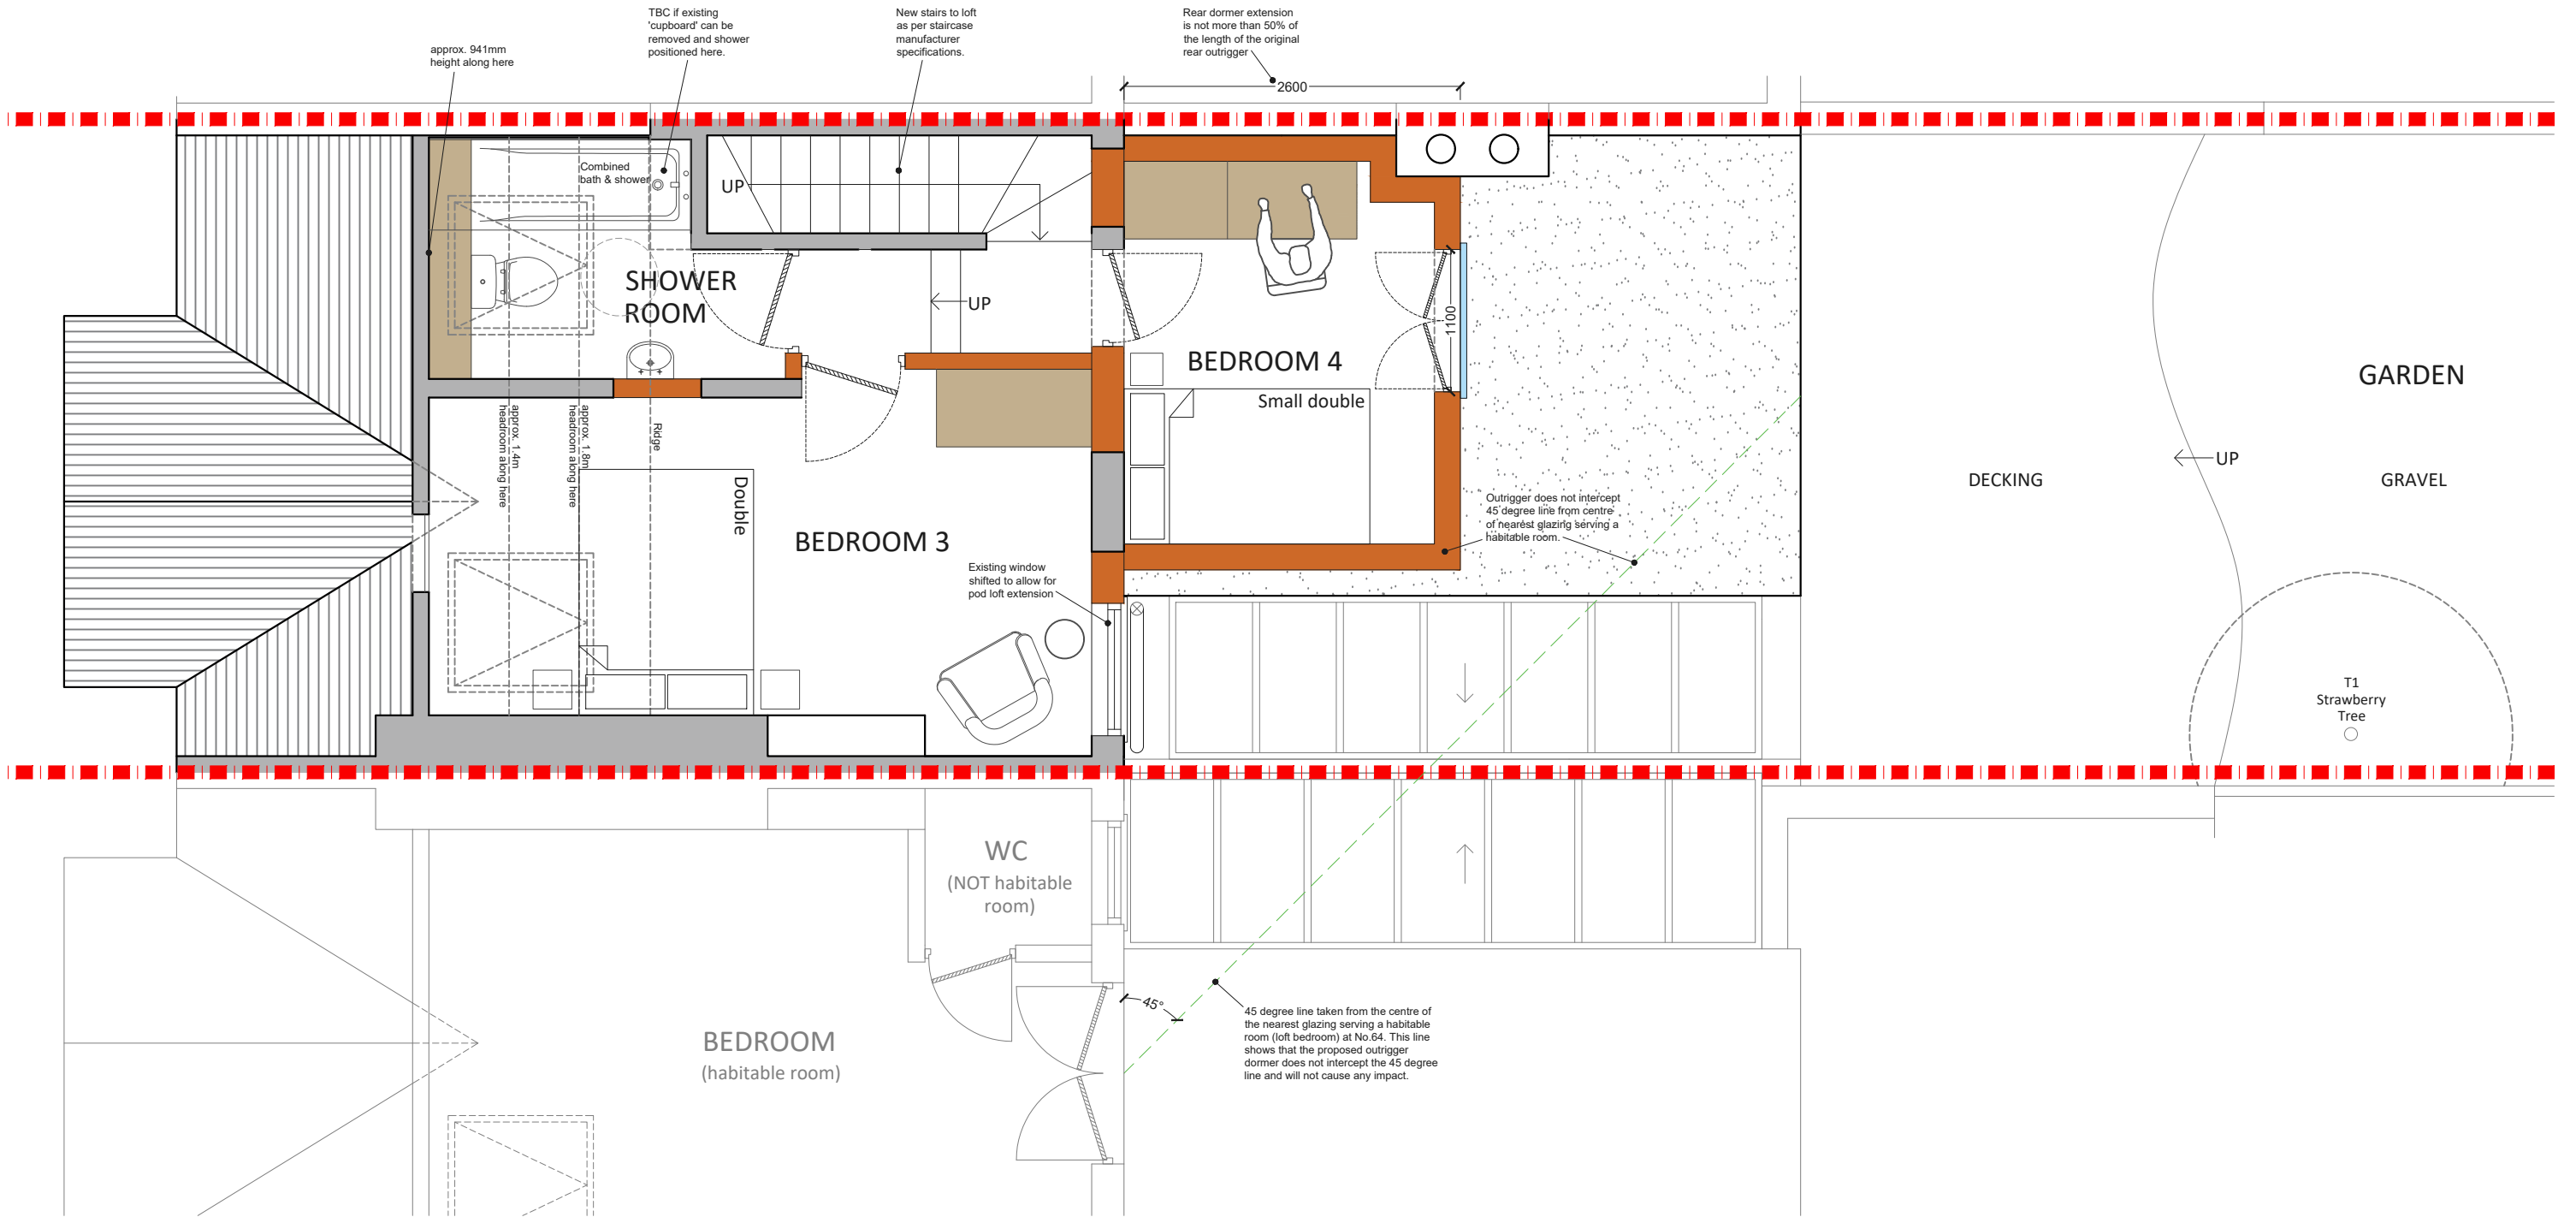 approx. 941mm
height along here
TBC if existing
'cupboard' can be
removed and shower
positioned here.
New stairs to loft
as per staircase
manufacturer
specifications.
Rear dormer extension
is not more than 50% of
the length of the original
rear outrigger
2600
Combined
bath & shower
UP
SHOWER
ROOM
UP
1100
BEDROOM 4
Small double
GARDEN
approx. 1.4m
headroom along here
approx. 1.8m
headroom along here
Ridge
Double
BEDROOM 3
UP
DECKING
GRAVEL
Outrigger does not intercept
45 degree line from centre
of nearest glazing serving a
habitable room.
Existing window
shifted to allow for
pod loft extension
T1
Strawberry
Tree
WC
(NOT habitable
room)
45°
45 degree line taken from the centre of
the nearest glazing serving a habitable
room (loft bedroom) at No.64. This line
shows that the proposed outrigger
dormer does not intercept the 45 degree
line and will not cause any impact.
BEDROOM
(habitable room)